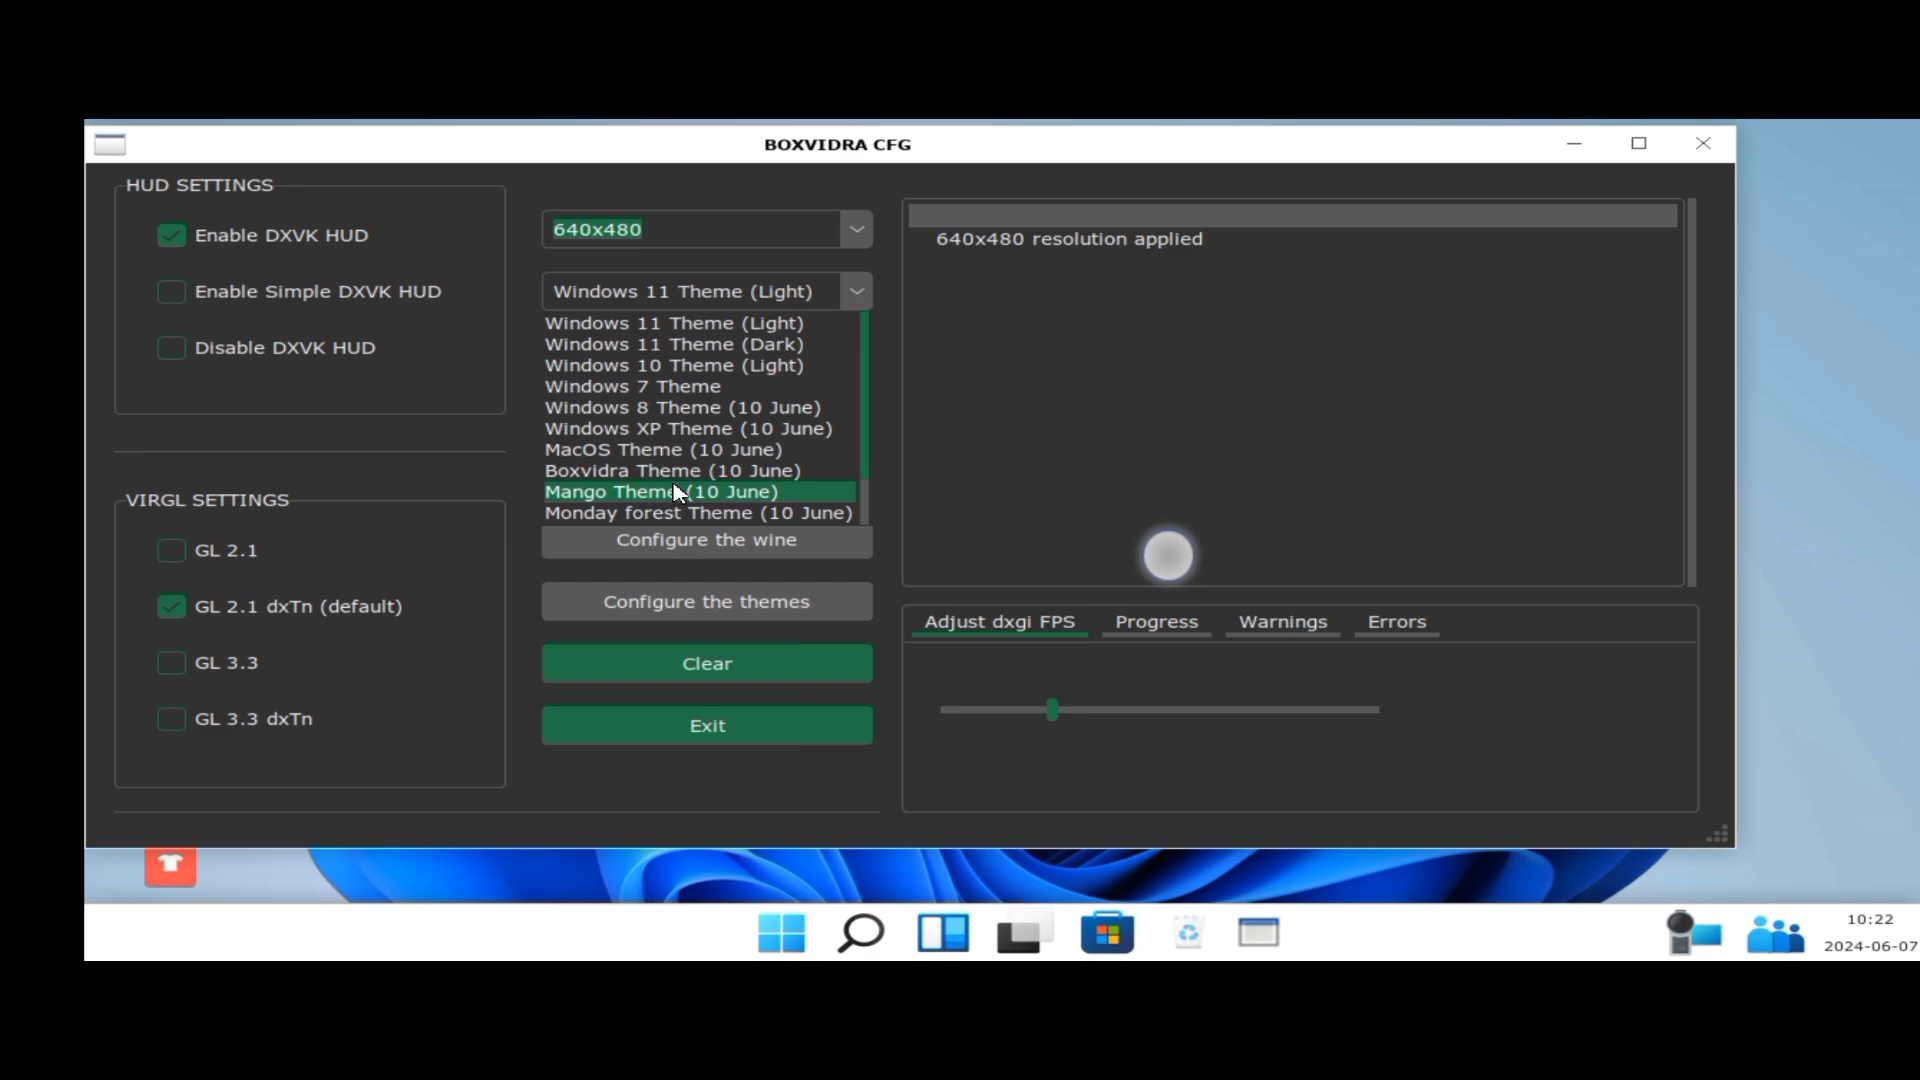 BOXVIDRA CFG
HUD SETTINGS
Enable DXVK HUD
Enable Simple DXVK HUD
Disable DXVK HUD
VIRGL SETTINGS
GL 2.1
GL 2.1 dxTn (default)
GL 3.3
GL 3.3 dxTn
640x480
Windows 11 Theme (Light)
Windows 11 Theme (Light)
Windows 11 Theme (Dark)
Windows 10 Theme (Light)
Windows 7 Theme
Windows 8 Theme (10 June)
Windows XP Theme (10 June)
MacOS Theme (10 June)
Boxvidra Theme (10 June)
Mango Theme (10 June)
Monday forest Theme (10 June)
Configure the wine
Configure the themes
Clear
Exit
640x480 resolution applied
Adjust dxgi FPS
Progress
Warnings
Errors
10:22
2024-06-07